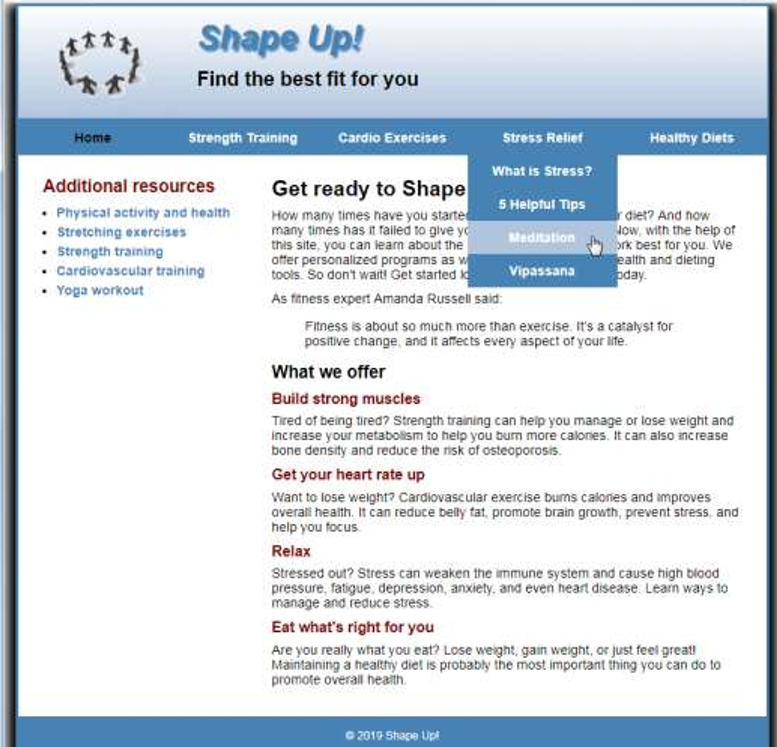 Shape Up!
Find the best fit for you
Home Strength Training Cardio Exercises Stress Relief Healthy Diets
What is Stress?
5 Helpful Tips
Meditation
Vipassana
Additional resources
Physical activity and health
Stretching exercises
Strength training
Cardiovascular training
Yoga workout
Get ready to Shape
How many times have you starte r diet? And how
many times has it failed to give yo Now, with the help of
this site, you can learn about the rk best for you. We
offer personalized programs as w ealth and dieting
tools. So don't wait! Get started oday.
As fitness expert Amanda Russell said:
Fitness is about so much more than exercise. It's a catalyst for
positive change, and it affects every aspect of your life.
What we offer
Build strong muscles
Tired of being tired? Strength training can help you manage or lose weight and
increase your metabolism to help you burn more calories. It can also increase
bone density and reduce the risk of osteoporosis.
Get your heart rate up
Want to lose weight? Cardiovascular exercise burns calories and improves
overall health. It can reduce belly fat, promote brain growth, prevent stress, and
help you focus.
Relax
Stressed out? Stress can weaken the immune system and cause high blood
pressure, fatigue, depression, anxiety, and even heart disease. Learn ways to
manage and reduce stress.
Eat what's right for you
Are you really what you eat? Lose weight, gain weight, or just feel great!
Maintaining a healthy diet is probably the most important thing you can do to
promote overall health.
© 2019 Shape Up!